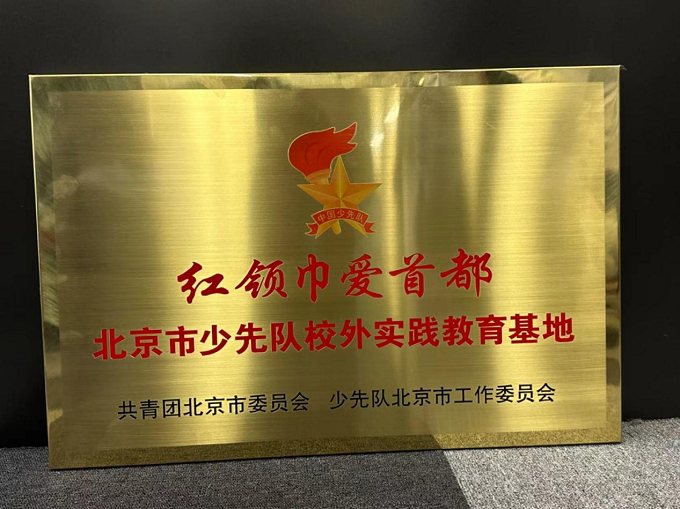 中国少先队
红领巾爱首都
北京市少先队校外实践教育基地
共青团北京市委员会 少先队北京市工作委员会